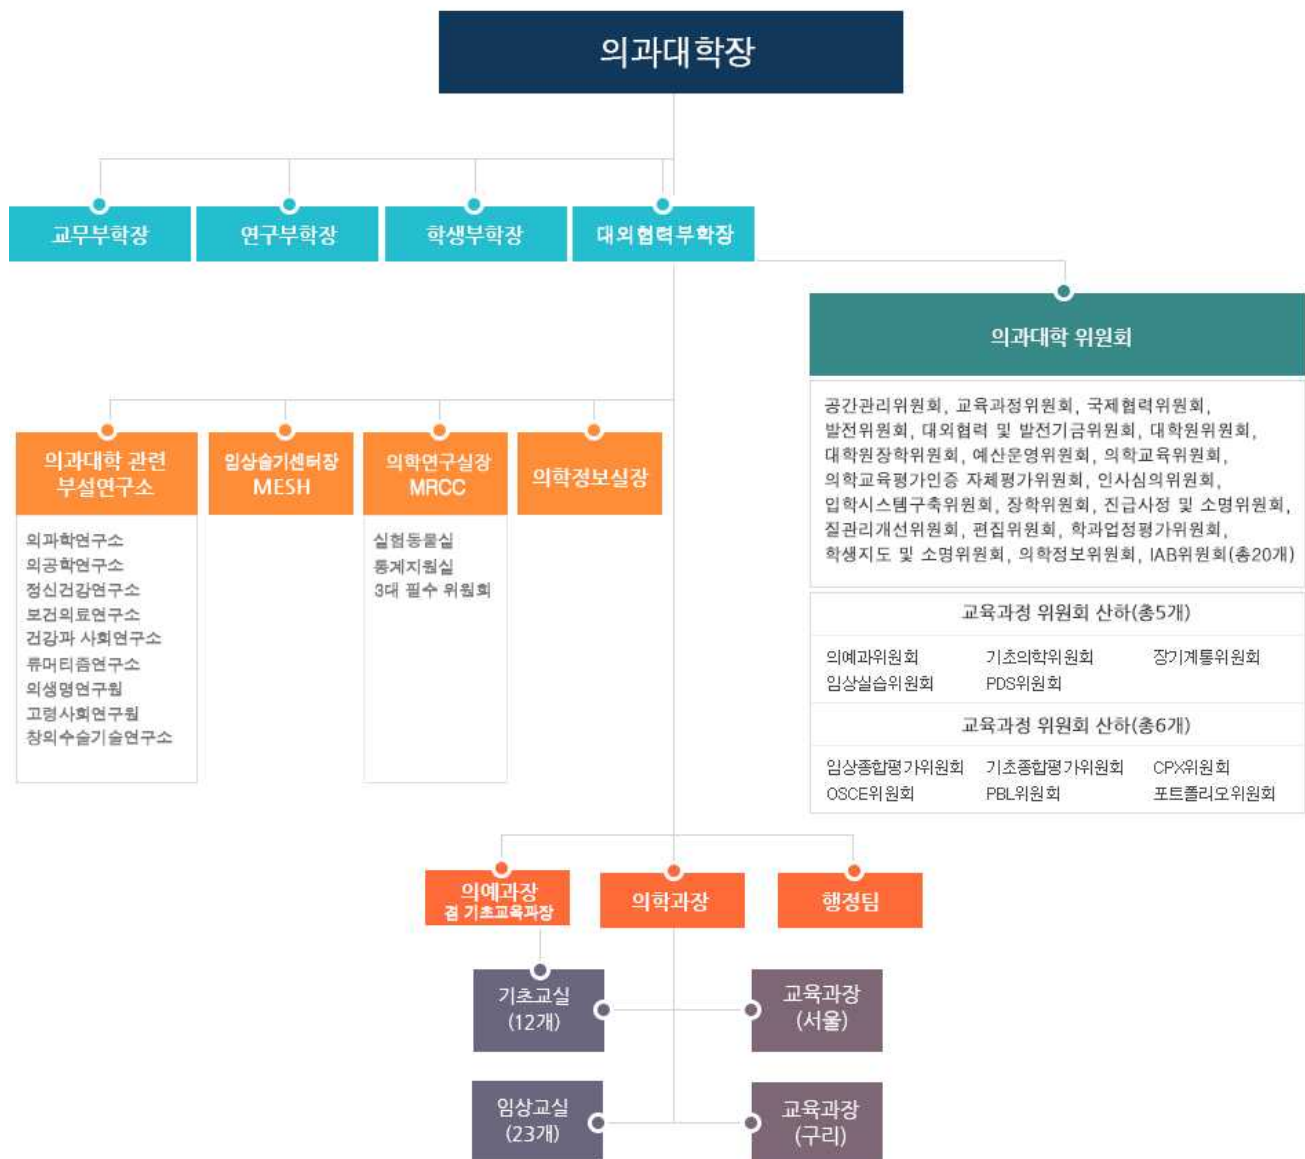 의과대학장
교무부학장
연구부학장
학생부학장
대외협력부학장
의과대학 위원회
공간관리위원회, 교육과정위원회, 국제협력위원회,
발전위원회, 대외협력 및 발전기금위원회, 대학원위원회,
대학원장학위원회, 예산운영위원회, 의학교육위원회,
의학교육평가인증 자체평가위원회, 인사심의위원회,
입학시스템구축위원회, 장학위원회, 진급사정 및 소명위원회,
질관리개선위원회, 편집위원회, 학과업정평가위원회,
학생지도 및 소명위원회, 의학정보위원회, IAB위원회(총20개)
교육과정 위원회 산하(총5개)
의예과위원회 기초의학위원회 장기계통위원회
임상실습위원회 PDS위원회
교육과정 위원회 산하(총6개)
임상종합평가위원회 기초종합평가위원회 CPX위원회
OSCE위원회 PBL위원회 포트폴리오위원회
의과대학 관련
부설연구소
의과학연구소
의공학연구소
정신건강연구소
보건의료연구소
건강과 사회연구소
류머티즘연구소
의생명연구원
고령사회연구원
창의수술기술연구소
임상술기센터장
MESH
의학연구실장
MRCC
실험동물실
통계지원실
3대 필수 위원회
의학정보실장
의예과장
겸 기초교육과장
의학과장
행정팀
기초교실
(12개)
교육과장
(서울)
임상교실
(23개)
교육과장
(구리)